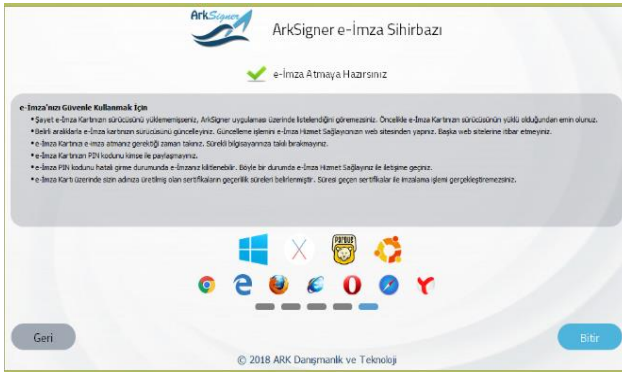 ArkSigner
ArkSigner e-İmza Sihirbazı
e-İmza Atmaya Hazırsınız
e-İmza'nızı Güvenle Kullanmak İçin
• Şayet e-İmza Kartınızın sürücüsünü yüklememişseniz, ArkSigner uygulaması üzerinde listelendiğini göremezsiniz. Öncelikle e-İmza Kartınızın sürücüsünün yüklü olduğundan emin olunuz.
• Belirli aralıklarla e-İmza kartınızın sürücüsünü güncelleyiniz. Güncelleme işlemini e-İmza Hizmet Sağlayıcınızın web sitesinden yapınız. Başka web sitelerine itibar etmeyiniz.
• e-İmza Kartınızı e-imza atmanız gerektiği zaman takınız. Sürekli bilgisayarınıza takılı bırakmayınız.
• e-İmza Kartınızın PIN kodunu kimse ile paylaşmayınız.
• e-İmza PIN kodunu hatalı girme durumunda e-İmzanız kilitlenebilir. Böyle bir durumda e-İmza Hizmet Sağlayıcınız ile iletişime geçiniz.
• e-İmza Kartı üzerinde sizin adınıza üretilmiş olan sertifikaların geçerlilik süreleri belirlenmiştir. Süresi geçen sertifikalar ile imzalama işlemi gerçekleştiremezsiniz.
PARDUS
Geri
Bitir
© 2018 ARK Danışmanlık ve Teknoloji